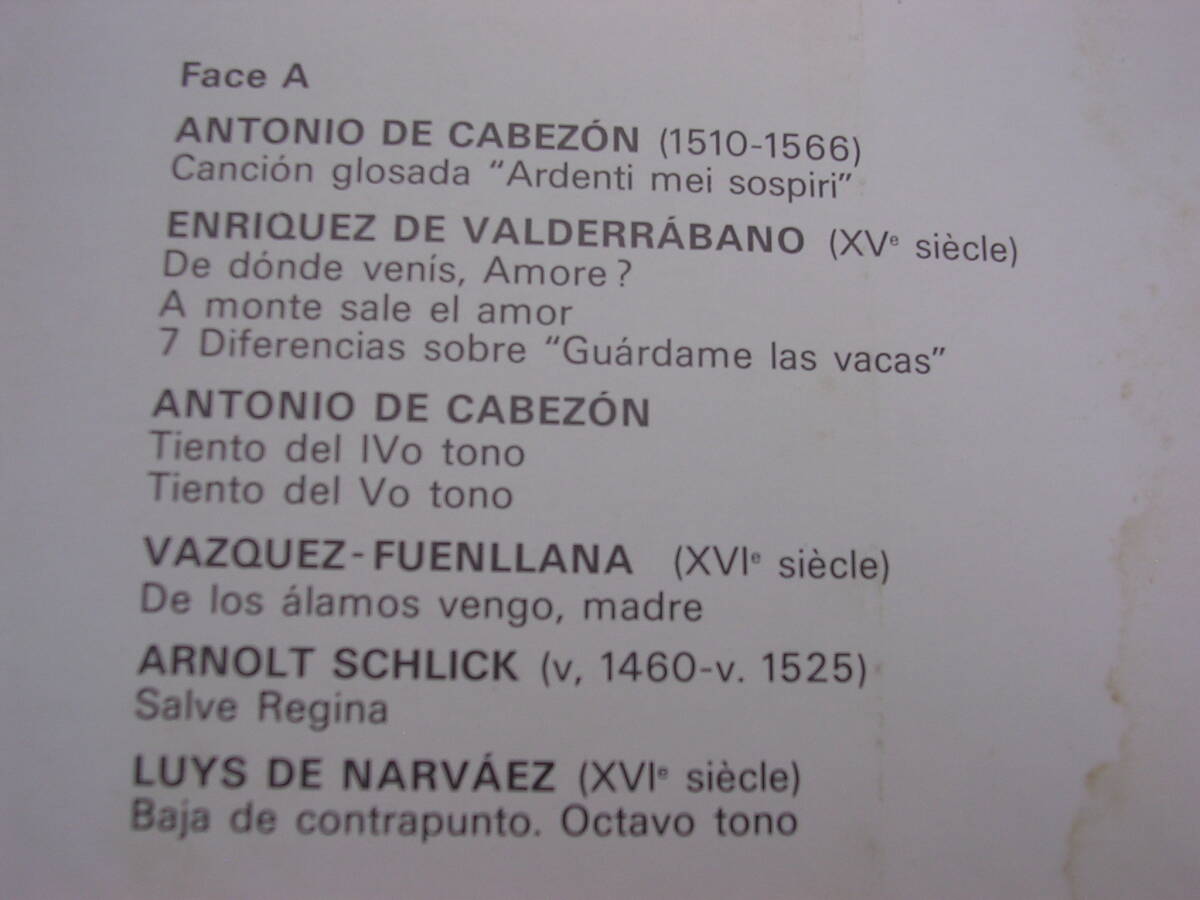 Face A
ANTONIO DE CABEZÓN (1510-1566)
Canción glosada "Ardenti mei sospiri"
ENRIQUEZ DE VALDERRÁBANO (XVᵉ siècle)
De dónde venís, Amore ?
A monte sale el amor
7 Diferencias sobre "Guárdame las vacas"
ANTONIO DE CABEZÓN
Tiento del IVo tono
Tiento del Vo tono
VAZQUEZ-FUENLLANA (XVIᵉ siècle)
De los álamos vengo, madre
ARNOLT SCHLICK (v, 1460-v. 1525)
Salve Regina
LUYS DE NARVÁEZ (XVIᵉ siècle)
Baja de contrapunto. Octavo tono